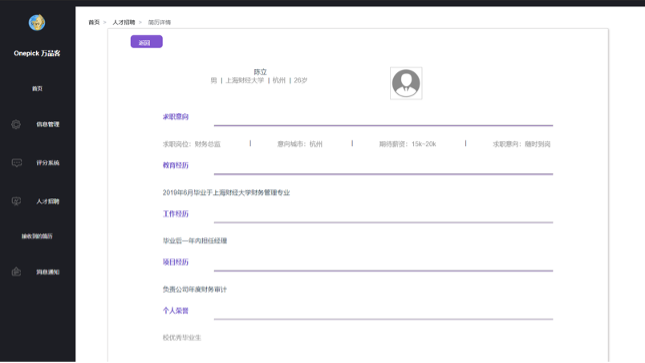 首页 > 人才招聘 > 简历详情
Onepick 万品客
首页
信息管理
评分系统
人才招聘
接收到的简历
消息通知
返回
陈立
男 | 上海财经大学 | 杭州 | 26岁
求职意向
求职岗位：财务总监 | 意向城市：杭州 | 期待薪资：15k-20k | 求职意向：随时到岗
教育经历
2019年6月毕业于上海财经大学财务管理专业
工作经历
毕业后一年内担任经理
项目经历
负责公司年度财务审计
个人荣誉
校优秀毕业生